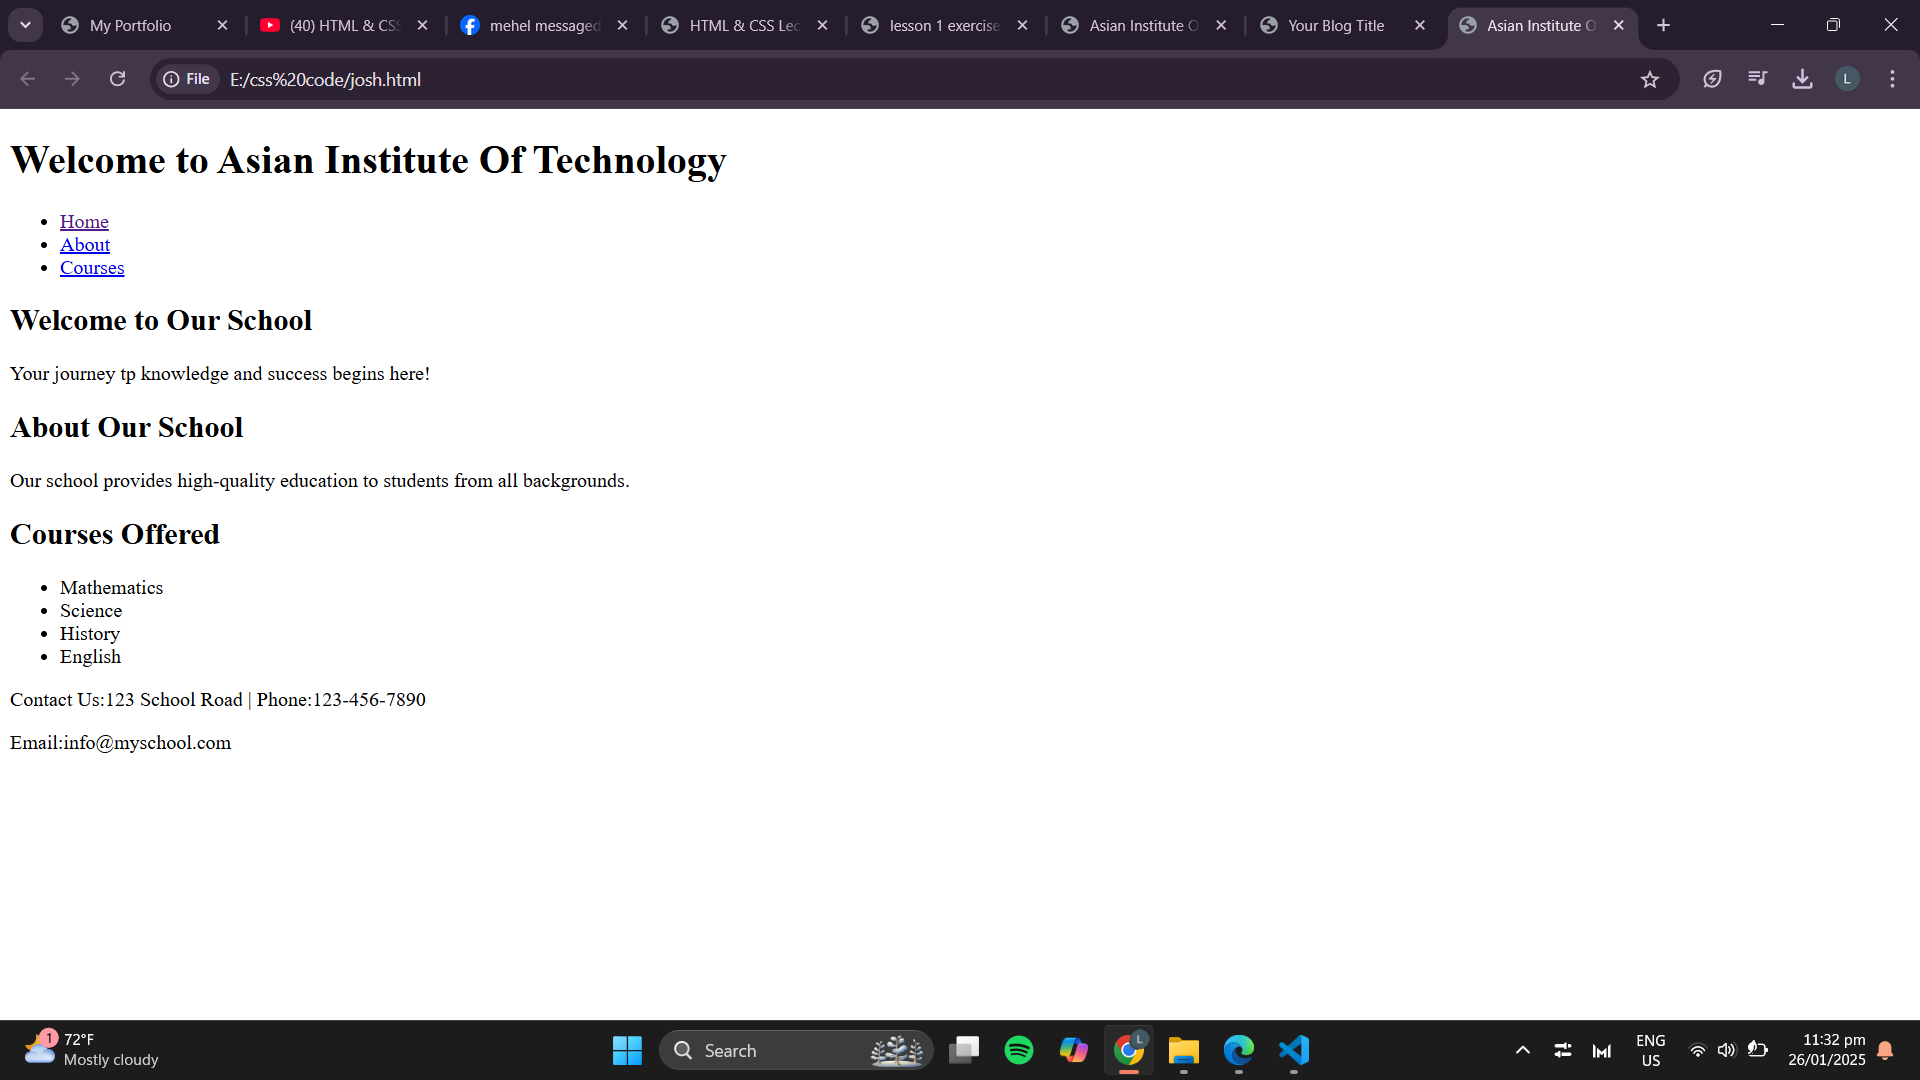 My Portfolio
(40) HTML & CSS
mehel messaged
HTML & CSS Lec
lesson 1 exercise
Asian Institute O
Your Blog Title
Asian Institute O
File
E:/css%20code/josh.html
L
Welcome to Asian Institute Of Technology
Home
About
Courses
Welcome to Our School
Your journey tp knowledge and success begins here!
About Our School
Our school provides high-quality education to students from all backgrounds.
Courses Offered
Mathematics
Science
History
English
Contact Us:123 School Road | Phone:123-456-7890
Email:info@myschool.com
1
72°F
Mostly cloudy
Search
L
ENG
US
11:32 pm
26/01/2025